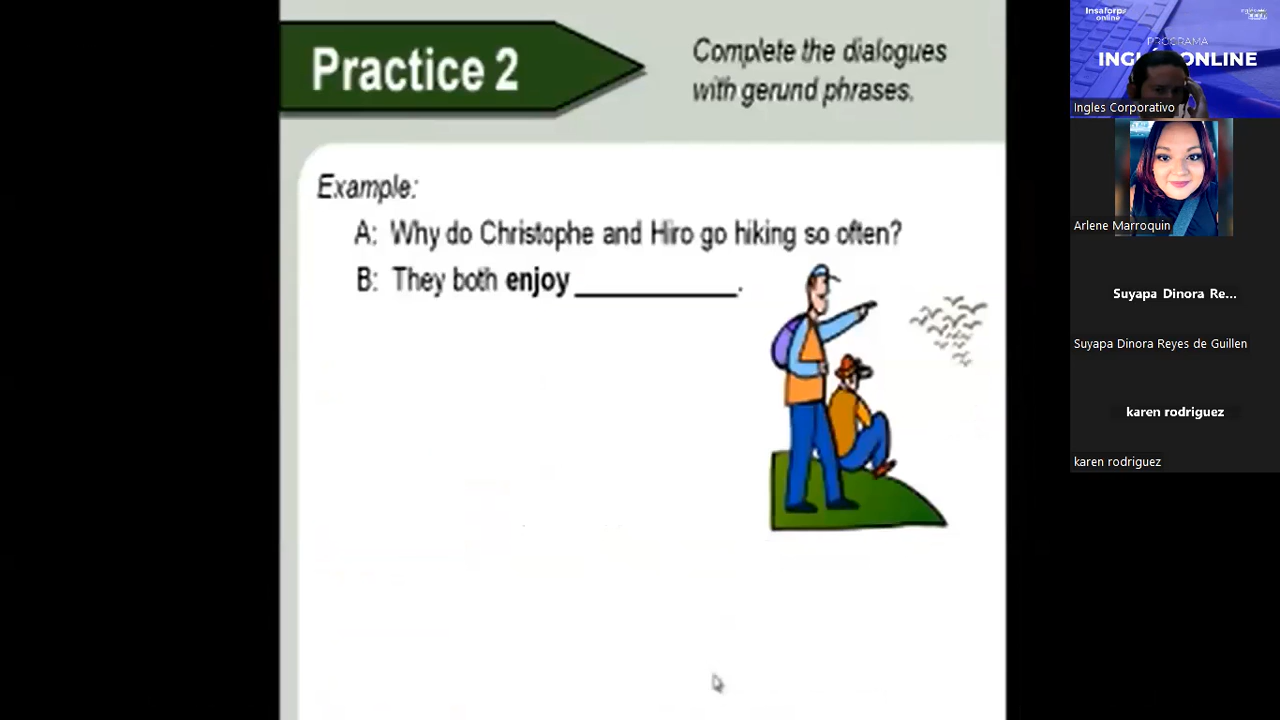 Practice 2
Complete the dialogues
with gerund phrases.
Example:
A: Why do Christophe and Hiro go hiking so often?
B: They both enjoy ____________.
Insaforp
online
PROGRAMA
INGLÉS ONLINE
Ingles Corporativo
Arlene Marroquin
Suyapa Dinora Re...
Suyapa Dinora Reyes de Guillen
karen rodriguez
karen rodriguez